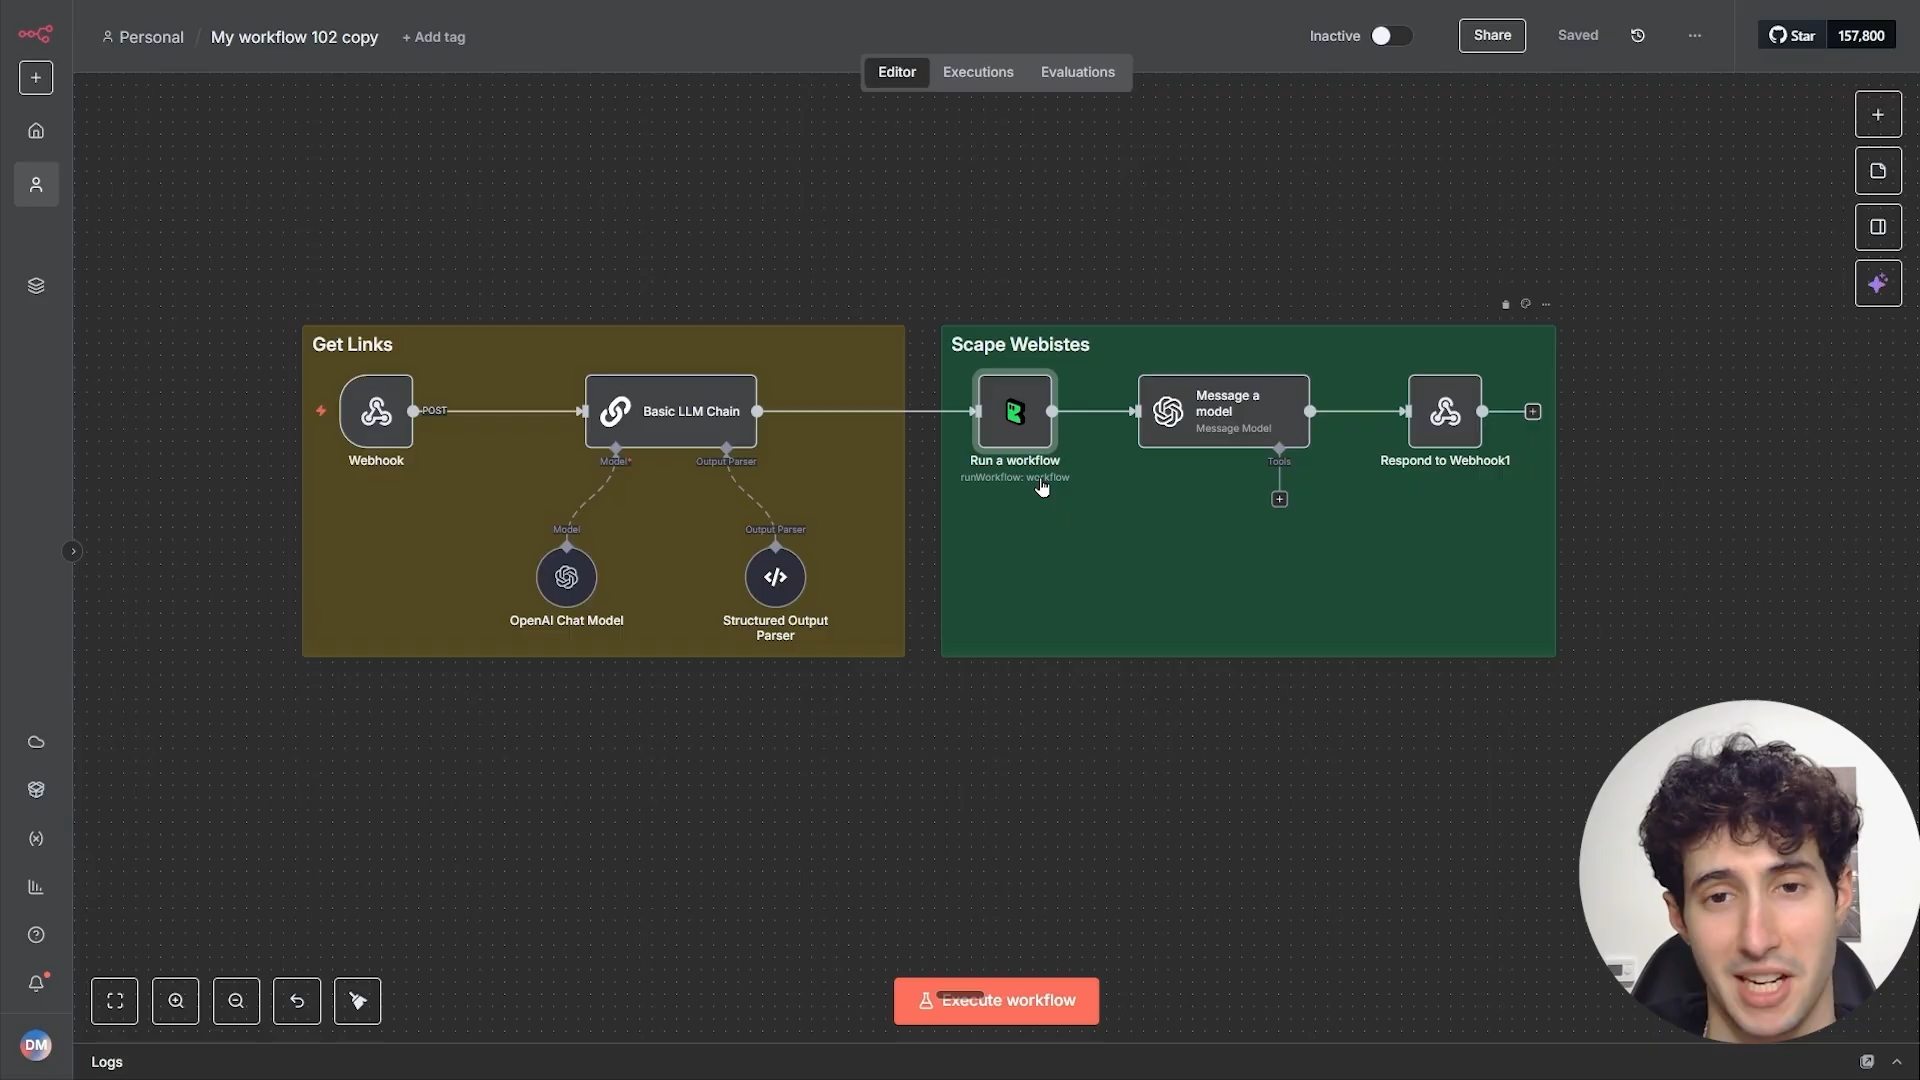 Personal / My workflow 102 copy + Add tag
Inactive
Share
Saved
Star 157,800
Editor Executions Evaluations
Get Links
Scape Webistes
POST
Basic LLM Chain
Message a
model
Message Model
Webhook
Model*
Output Parser
Run a workflow
runWorkflow: workflow
Tools
Respond to Webhook1
Model
Output Parser
OpenAI Chat Model
Structured Output
Parser
Execute workflow
DM
Logs